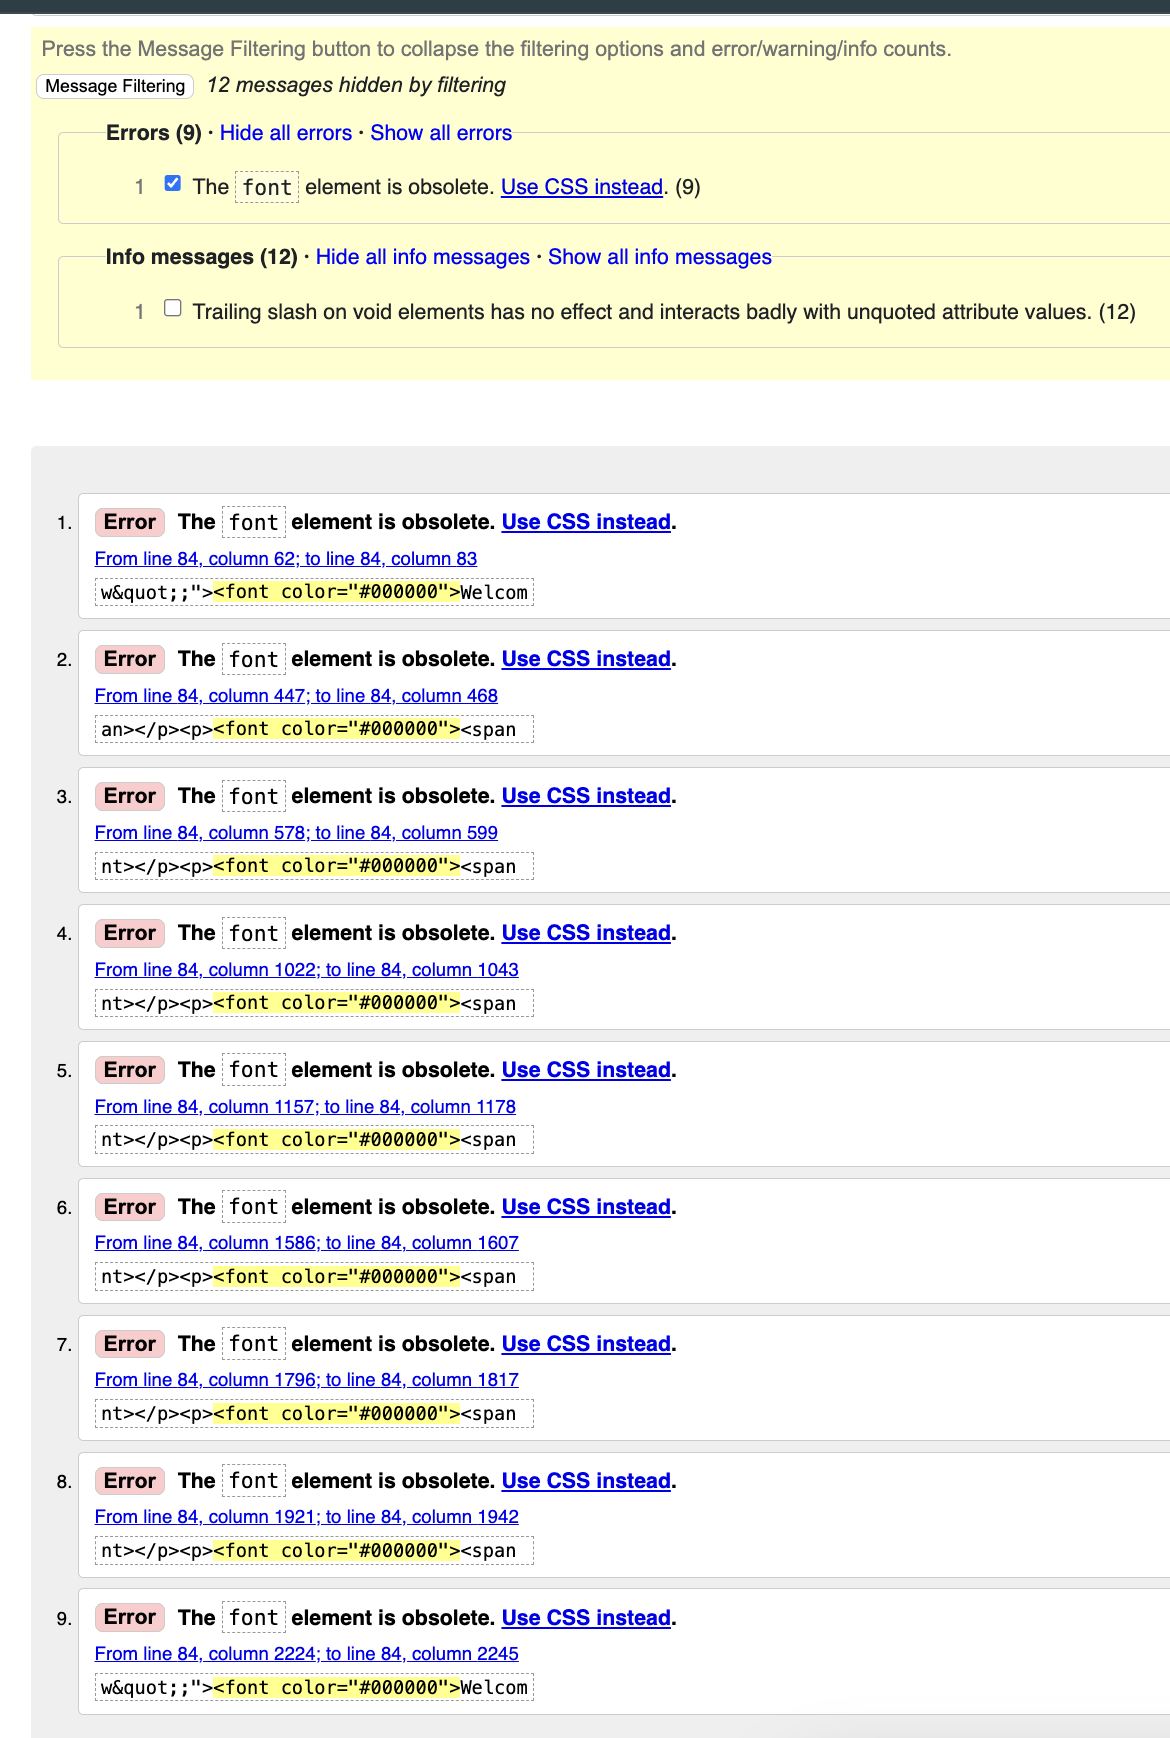 Press the Message Filtering button to collapse the filtering options and error/warning/info counts.
Message Filtering 12 messages hidden by filtering
Errors (9) · Hide all errors · Show all errors
1 The font element is obsolete. Use CSS instead. (9)
Info messages (12) · Hide all info messages · Show all info messages
1 Trailing slash on void elements has no effect and interacts badly with unquoted attribute values. (12)
1. Error The font element is obsolete. Use CSS instead.
From line 84, column 62; to line 84, column 83
w&quot;;"><font color="#000000">Welcom
2. Error The font element is obsolete. Use CSS instead.
From line 84, column 447; to line 84, column 468
an></p><p><font color="#000000"><span
3. Error The font element is obsolete. Use CSS instead.
From line 84, column 578; to line 84, column 599
nt></p><p><font color="#000000"><span
4. Error The font element is obsolete. Use CSS instead.
From line 84, column 1022; to line 84, column 1043
nt></p><p><font color="#000000"><span
5. Error The font element is obsolete. Use CSS instead.
From line 84, column 1157; to line 84, column 1178
nt></p><p><font color="#000000"><span
6. Error The font element is obsolete. Use CSS instead.
From line 84, column 1586; to line 84, column 1607
nt></p><p><font color="#000000"><span
7. Error The font element is obsolete. Use CSS instead.
From line 84, column 1796; to line 84, column 1817
nt></p><p><font color="#000000"><span
8. Error The font element is obsolete. Use CSS instead.
From line 84, column 1921; to line 84, column 1942
nt></p><p><font color="#000000"><span
9. Error The font element is obsolete. Use CSS instead.
From line 84, column 2224; to line 84, column 2245
w&quot;;"><font color="#000000">Welcom